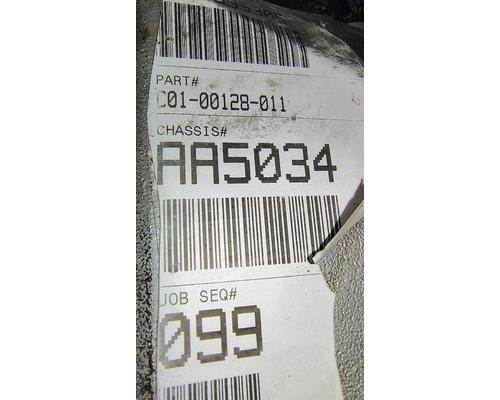 PART#
C01-00128-011
CHASSIS#
AA5034
JOB SEQ#
099